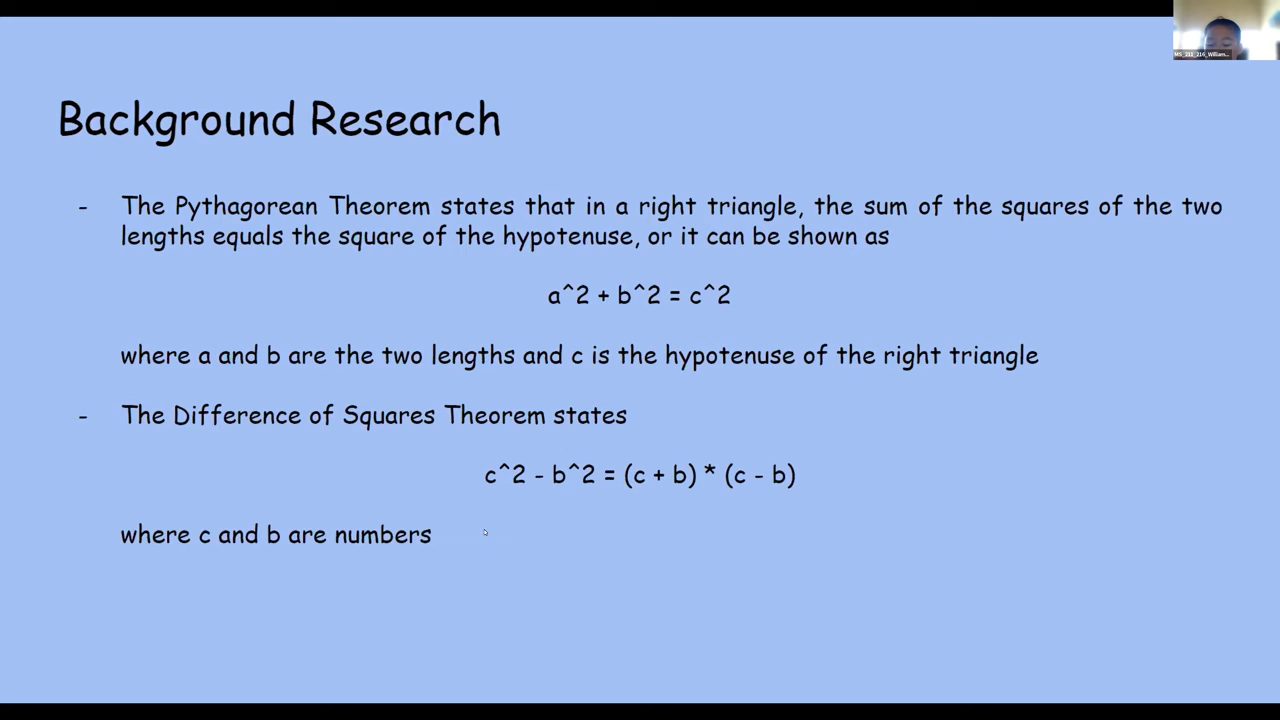 MS_211_216_William...
Background Research
- The Pythagorean Theorem states that in a right triangle, the sum of the squares of the two
lengths equals the square of the hypotenuse, or it can be shown as
a^2 + b^2 = c^2
where a and b are the two lengths and c is the hypotenuse of the right triangle
- The Difference of Squares Theorem states
c^2 - b^2 = (c + b) * (c - b)
where c and b are numbers